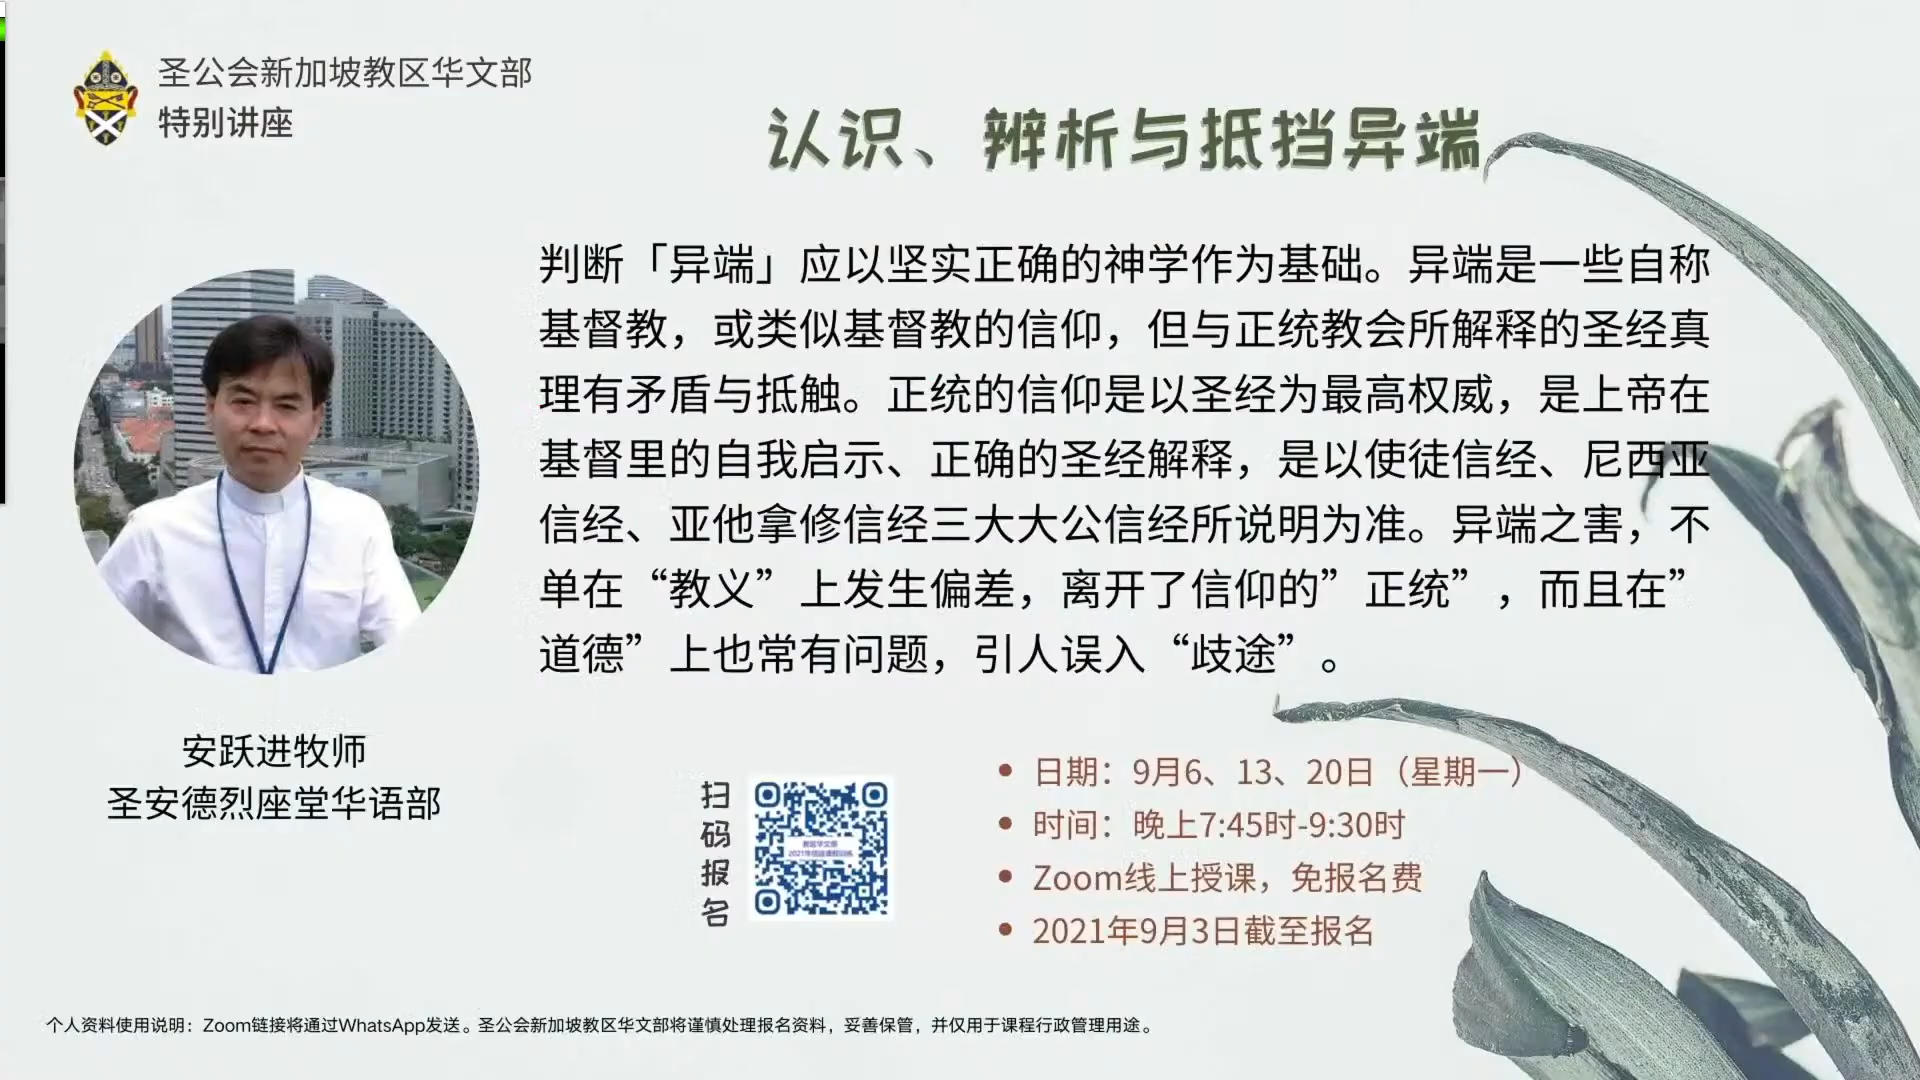 圣公会新加坡教区华文部
特别讲座
认识、辨析与抵挡异端
判断「异端」应以坚实正确的神学作为基础。异端是一些自称
基督教，或类似基督教的信仰，但与正统教会所解释的圣经真
理有矛盾与抵触。正统的信仰是以圣经为最高权威，是上帝在
基督里的自我启示、正确的圣经解释，是以使徒信经、尼西亚
信经、亚他拿修信经三大大公信经所说明为准。异端之害，不
单在“教义”上发生偏差，离开了信仰的”正统”，而且在”
道德”上也常有问题，引人误入“歧途”。
安跃进牧师
圣安德烈座堂华语部
扫码报名
教区华文部
• 日期：9月6、13、20日（星期一）
• 时间：晚上7:45时-9:30时
• Zoom线上授课，免报名费
• 2021年9月3日截至报名
个人资料使用说明：Zoom链接将通过WhatsApp发送。圣公会新加坡教区华文部将谨慎处理报名资料，妥善保管，并仅用于课程行政管理用途。